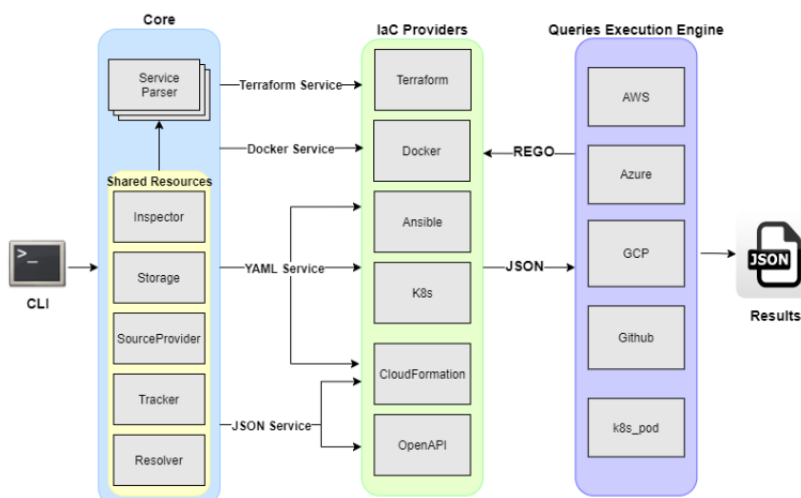 Core
IaC Providers
Queries Execution Engine
Service
Parser
Terraform Service
Terraform
AWS
Docker Service
Docker
REGO
Azure
Shared Resources
Inspector
Ansible
>_
CLI
Storage
YAML Service
K8s
JSON
GCP
JSON
Results
SourceProvider
CloudFormation
Github
Tracker
JSON Service
OpenAPI
k8s_pod
Resolver